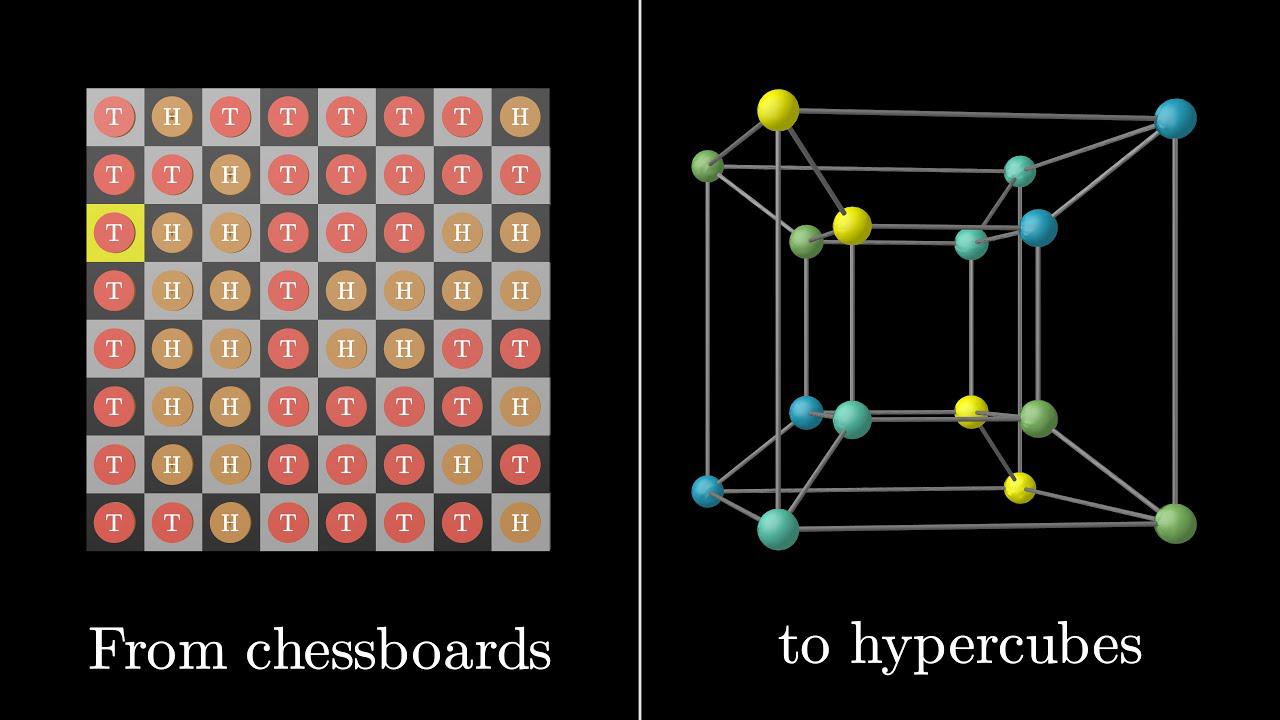 T H T T T T T H
T T H T T T T T
T H H T T T H H
T H H T H H H H
T H H T H H T T
T H H T T T T H
T H H T T T H T
T T H T T T T H
From chessboards
to hypercubes